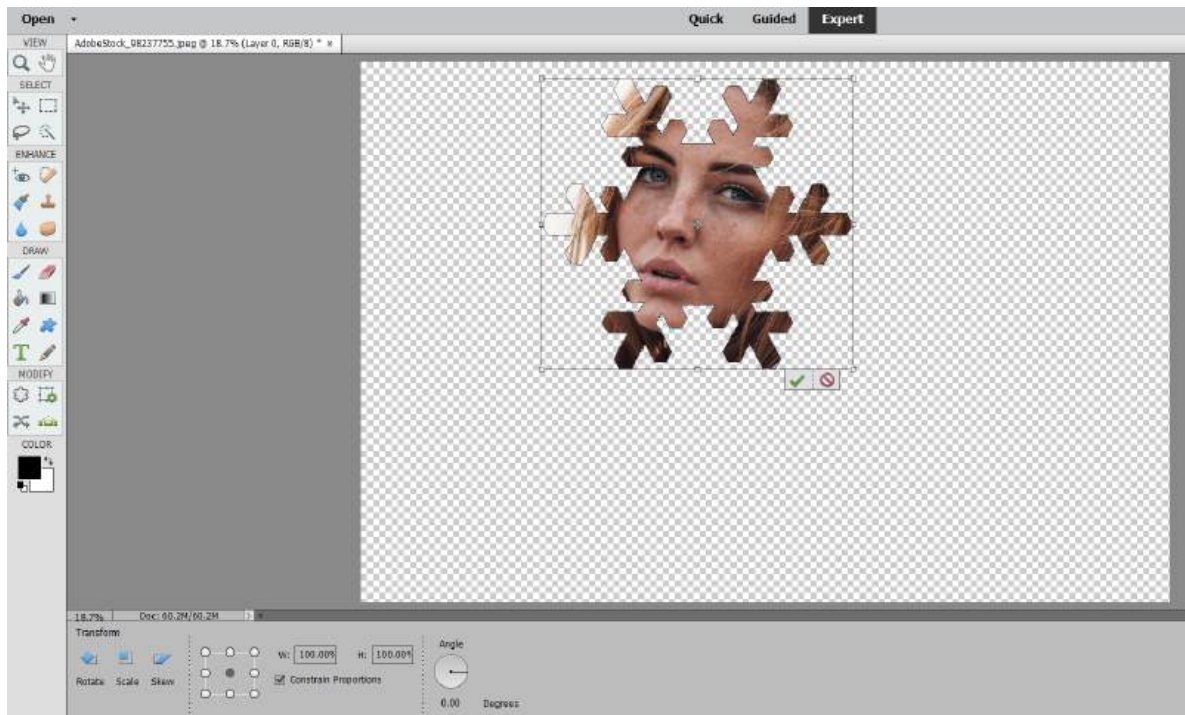 Open
Quick Guided Expert
VIEW
AdobeStock_98237755.jpeg @ 18.7% (Layer 0, RGB/8) * ×
SELECT
ENHANCE
DRAW
T
MODIFY
COLOR
18.7% Doc: 60.2M/60.2M
Transform
Rotate Scale Skew
W: 100.00% H: 100.00%
Constrain Proportions
Angle
0.00 Degrees